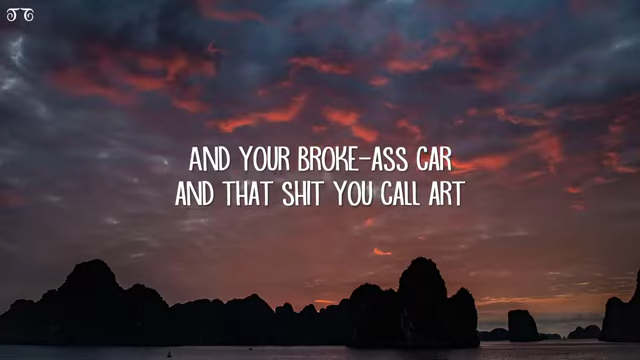 AND YOUR BROKE-ASS CAR
AND THAT SHIT YOU CALL ART